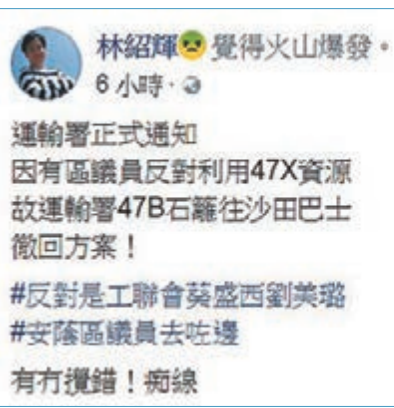 林紹輝 覺得火山爆發。
6 小時 ·
運輸署正式通知
因有區議員反對利用47X資源
故運輸署47B石籬往沙田巴士
徹回方案！
#反對是工聯會葵盛西劉美璐
#安蔭區議員去咗邊
有冇攪錯！痴線